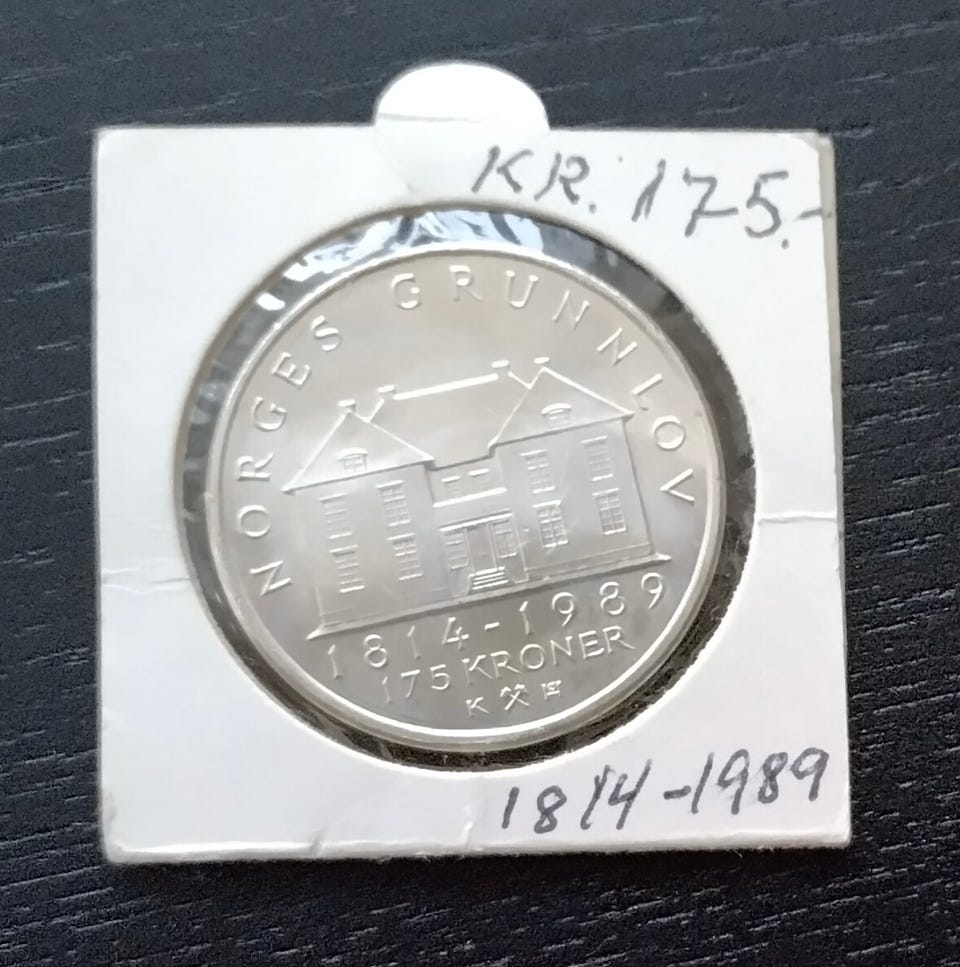 KR. 175.-
NORGES GRUNNLOV
1814-1989
175 KRONER
K ⚒
1814-1989